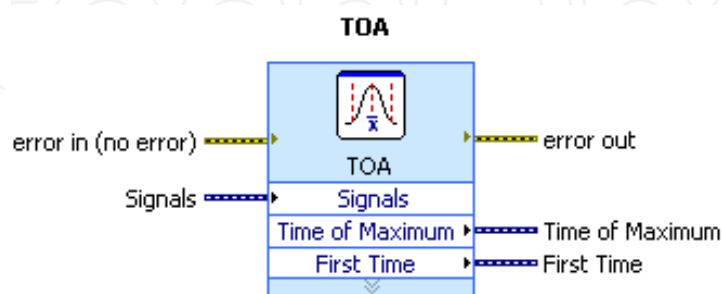 TOA
x̄
error in (no error)
error out
TOA
Signals
Signals
Time of Maximum
Time of Maximum
First Time
First Time